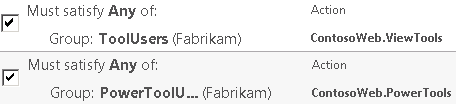 Must satisfy Any of: Action
Group: ToolUsers (Fabrikam) ContosoWeb.ViewTools
Must satisfy Any of: Action
Group: PowerToolU... (Fabrikam) ContosoWeb.PowerTools